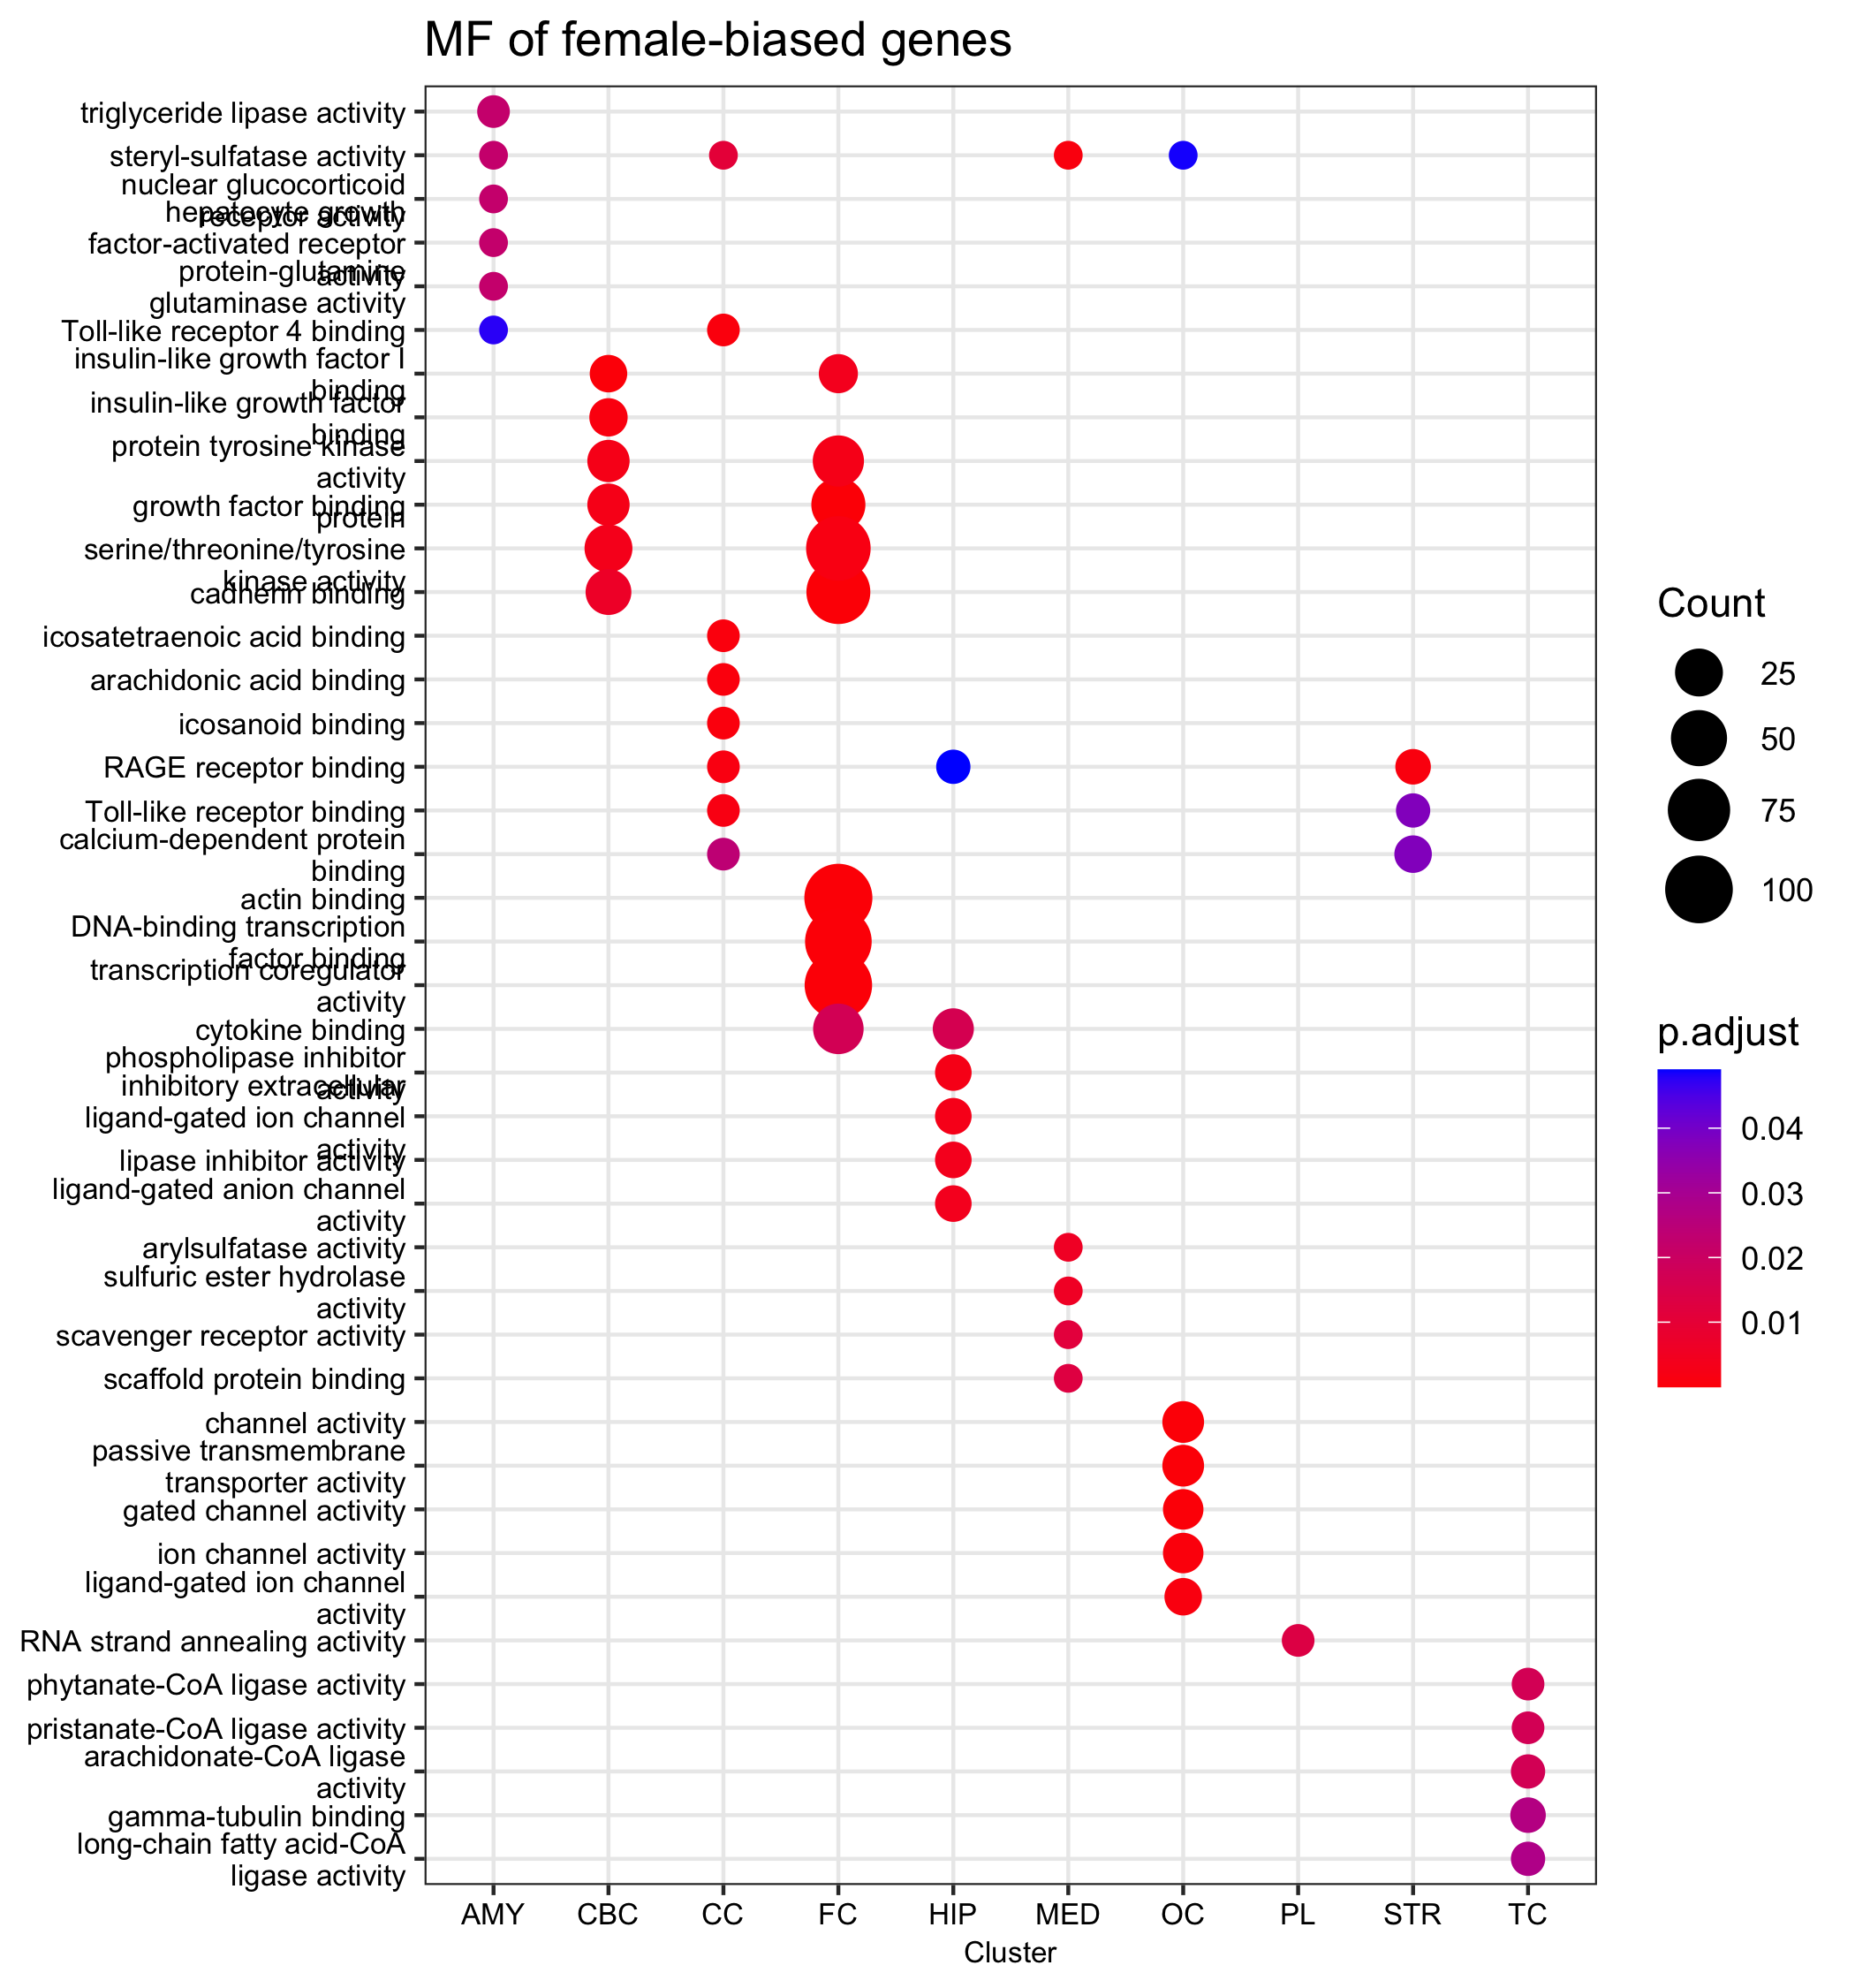 MF of female-biased genes
triglyceride lipase activity
steryl-sulfatase activity
nuclear glucocorticoid
receptor activity
hepatocyte growth
factor-activated receptor
activity
protein-glutamine
glutaminase activity
Toll-like receptor 4 binding
insulin-like growth factor I
binding
insulin-like growth factor
binding
protein tyrosine kinase
activity
growth factor binding
protein
serine/threonine/tyrosine
kinase activity
cadherin binding
icosatetraenoic acid binding
arachidonic acid binding
icosanoid binding
RAGE receptor binding
Toll-like receptor binding
calcium-dependent protein
binding
actin binding
DNA-binding transcription
factor binding
transcription coregulator
activity
cytokine binding
phospholipase inhibitor
activity
inhibitory extracellular
ligand-gated ion channel
activity
lipase inhibitor activity
ligand-gated anion channel
activity
arylsulfatase activity
sulfuric ester hydrolase
activity
scavenger receptor activity
scaffold protein binding
channel activity
passive transmembrane
transporter activity
gated channel activity
ion channel activity
ligand-gated ion channel
activity
RNA strand annealing activity
phytanate-CoA ligase activity
pristanate-CoA ligase activity
arachidonate-CoA ligase
activity
gamma-tubulin binding
long-chain fatty acid-CoA
ligase activity
AMY CBC CC FC HIP MED OC PL STR TC
Cluster
Count
25
50
75
100
p.adjust
0.04
0.03
0.02
0.01